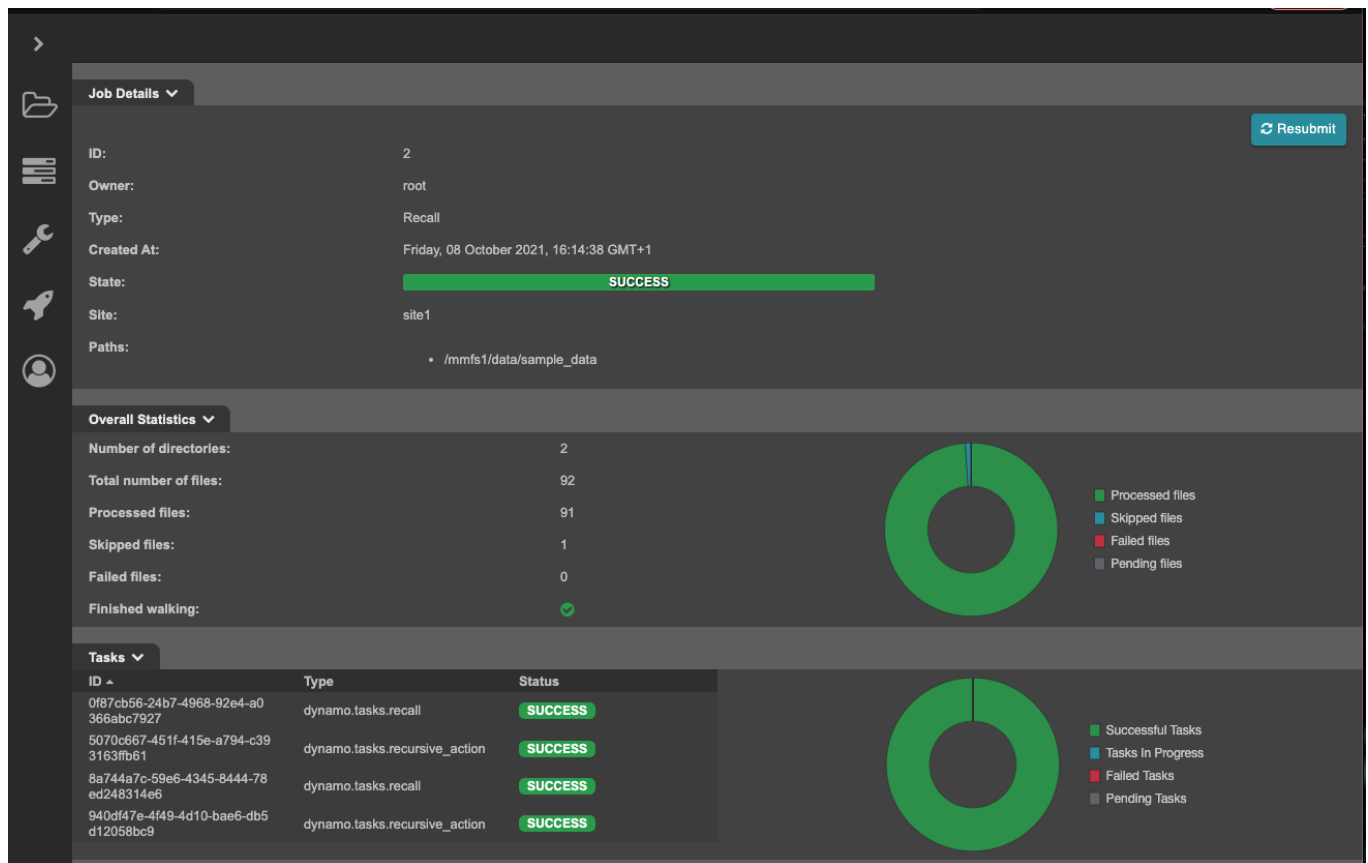 Job Details
Resubmit
ID: 2
Owner: root
Type: Recall
Created At: Friday, 08 October 2021, 16:14:38 GMT+1
State: SUCCESS
Site: site1
Paths:
• /mmfs1/data/sample_data
Overall Statistics
Number of directories: 2
Total number of files: 92
Processed files: 91
Skipped files: 1
Failed files: 0
Finished walking:
Processed files
Skipped files
Failed files
Pending files
Tasks
ID Type Status
0f87cb56-24b7-4968-92e4-a0
366abc7927
dynamo.tasks.recall SUCCESS
5070c667-451f-415e-a794-c39
3163ffb61
dynamo.tasks.recursive_action SUCCESS
8a744a7c-59e6-4345-8444-78
ed248314e6
dynamo.tasks.recall SUCCESS
940df47e-4f49-4d10-bae6-db5
d12058bc9
dynamo.tasks.recursive_action SUCCESS
Successful Tasks
Tasks In Progress
Failed Tasks
Pending Tasks